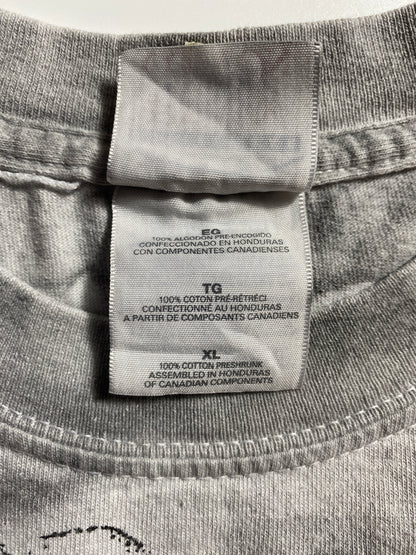 EG
100% ALGODON PRE-ENCOGIDO
CONFECCIONADO EN HONDURAS
CON COMPONENTES CANADIENSES
TG
100% COTON PRÉ-RÉTRÉCI
CONFECTIONNÉ AU HONDURAS
A PARTIR DE COMPOSANTS CANADIENS
XL
100% COTTON PRESHRUNK
ASSEMBLED IN HONDURAS
OF CANADIAN COMPONENTS